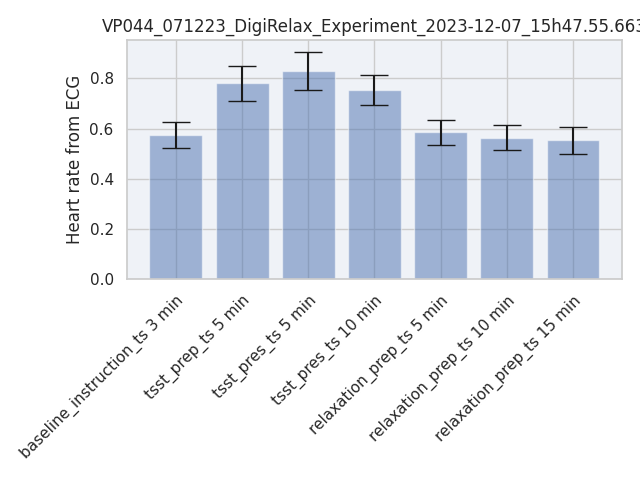 VP044_071223_DigiRelax_Experiment_2023-12-07_15h47.55.663
Heart rate from ECG
0.8
0.6
0.4
0.2
0.0
baseline_instruction_ts 3 min
tsst_prep_ts 5 min
tsst_pres_ts 5 min
tsst_pres_ts 10 min
relaxation_prep_ts 5 min
relaxation_prep_ts 10 min
relaxation_prep_ts 15 min